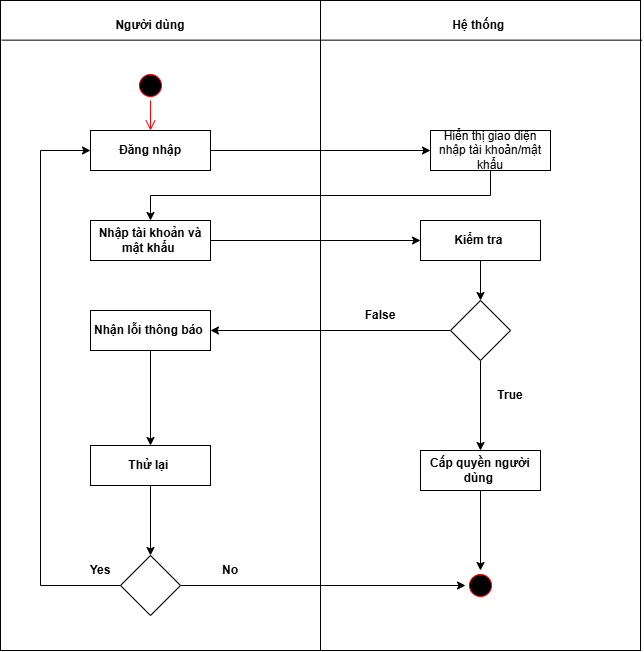 Người dùng
Hệ thống
Đăng nhập
Hiển thị giao diện
nhập tài khoản/mật
khẩu
Nhập tài khoản và
mật khẩu
Kiểm tra
Nhận lỗi thông báo
False
True
Thử lại
Cấp quyền người
dùng
Yes
No